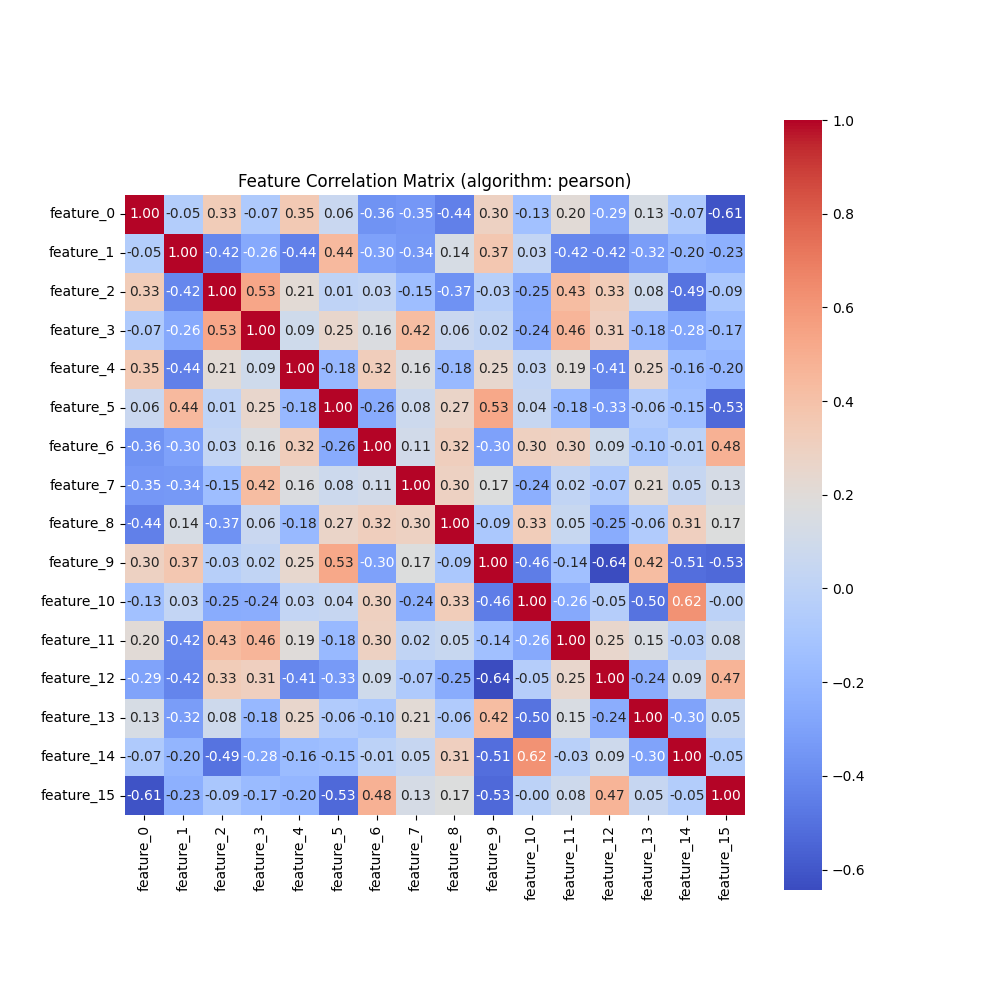 Feature Correlation Matrix (algorithm: pearson)
feature_0 1.00 -0.05 0.33 -0.07 0.35 0.06 -0.36 -0.35 -0.44 0.30 -0.13 0.20 -0.29 0.13 -0.07 -0.61
feature_1 -0.05 1.00 -0.42 -0.26 -0.44 0.44 -0.30 -0.34 0.14 0.37 0.03 -0.42 -0.42 -0.32 -0.20 -0.23
feature_2 0.33 -0.42 1.00 0.53 0.21 0.01 0.03 -0.15 -0.37 -0.03 -0.25 0.43 0.33 0.08 -0.49 -0.09
feature_3 -0.07 -0.26 0.53 1.00 0.09 0.25 0.16 0.42 0.06 0.02 -0.24 0.46 0.31 -0.18 -0.28 -0.17
feature_4 0.35 -0.44 0.21 0.09 1.00 -0.18 0.32 0.16 -0.18 0.25 0.03 0.19 -0.41 0.25 -0.16 -0.20
feature_5 0.06 0.44 0.01 0.25 -0.18 1.00 -0.26 0.08 0.27 0.53 0.04 -0.18 -0.33 -0.06 -0.15 -0.53
feature_6 -0.36 -0.30 0.03 0.16 0.32 -0.26 1.00 0.11 0.32 -0.30 0.30 0.30 0.09 -0.10 -0.01 0.48
feature_7 -0.35 -0.34 -0.15 0.42 0.16 0.08 0.11 1.00 0.30 0.17 -0.24 0.02 -0.07 0.21 0.05 0.13
feature_8 -0.44 0.14 -0.37 0.06 -0.18 0.27 0.32 0.30 1.00 -0.09 0.33 0.05 -0.25 -0.06 0.31 0.17
feature_9 0.30 0.37 -0.03 0.02 0.25 0.53 -0.30 0.17 -0.09 1.00 -0.46 -0.14 -0.64 0.42 -0.51 -0.53
feature_10 -0.13 0.03 -0.25 -0.24 0.03 0.04 0.30 -0.24 0.33 -0.46 1.00 -0.26 -0.05 -0.50 0.62 -0.00
feature_11 0.20 -0.42 0.43 0.46 0.19 -0.18 0.30 0.02 0.05 -0.14 -0.26 1.00 0.25 0.15 -0.03 0.08
feature_12 -0.29 -0.42 0.33 0.31 -0.41 -0.33 0.09 -0.07 -0.25 -0.64 -0.05 0.25 1.00 -0.24 0.09 0.47
feature_13 0.13 -0.32 0.08 -0.18 0.25 -0.06 -0.10 0.21 -0.06 0.42 -0.50 0.15 -0.24 1.00 -0.30 0.05
feature_14 -0.07 -0.20 -0.49 -0.28 -0.16 -0.15 -0.01 0.05 0.31 -0.51 0.62 -0.03 0.09 -0.30 1.00 -0.05
feature_15 -0.61 -0.23 -0.09 -0.17 -0.20 -0.53 0.48 0.13 0.17 -0.53 -0.00 0.08 0.47 0.05 -0.05 1.00
feature_0 feature_1 feature_2 feature_3 feature_4 feature_5 feature_6 feature_7 feature_8 feature_9 feature_10 feature_11 feature_12 feature_13 feature_14 feature_15
1.0
0.8
0.6
0.4
0.2
0.0
−0.2
−0.4
−0.6